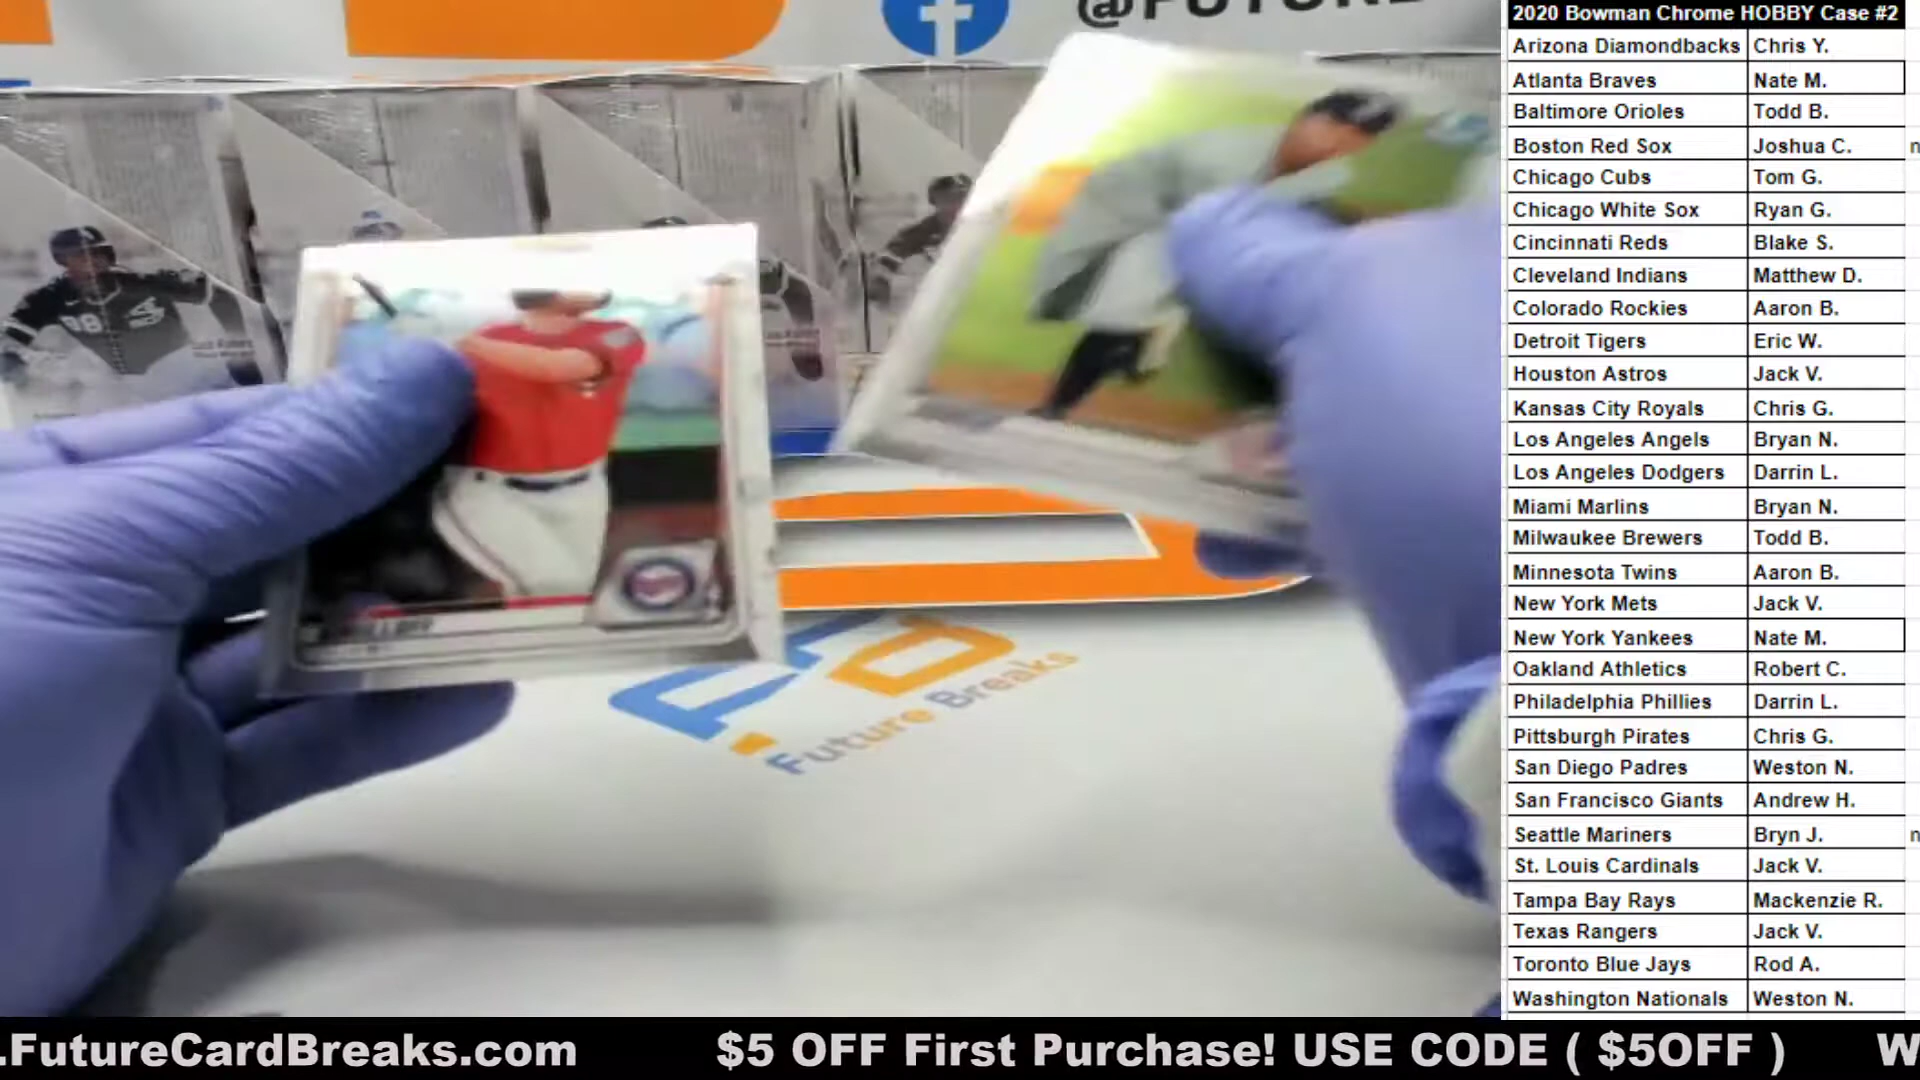 @FUTURE
2020 Bowman Chrome HOBBY Case #2
Arizona Diamondbacks Chris Y.
Atlanta Braves Nate M.
Baltimore Orioles Todd B.
Boston Red Sox Joshua C. n
Chicago Cubs Tom G.
Chicago White Sox Ryan G.
Cincinnati Reds Blake S.
Cleveland Indians Matthew D.
Colorado Rockies Aaron B.
Detroit Tigers Eric W.
Houston Astros Jack V.
Kansas City Royals Chris G.
Los Angeles Angels Bryan N.
Los Angeles Dodgers Darrin L.
Miami Marlins Bryan N.
Milwaukee Brewers Todd B.
Minnesota Twins Aaron B.
New York Mets Jack V.
New York Yankees Nate M.
Oakland Athletics Robert C.
Philadelphia Phillies Darrin L.
Pittsburgh Pirates Chris G.
San Diego Padres Weston N.
San Francisco Giants Andrew H.
Seattle Mariners Bryn J. n
St. Louis Cardinals Jack V.
Tampa Bay Rays Mackenzie R.
Texas Rangers Jack V.
Toronto Blue Jays Rod A.
Washington Nationals Weston N.
Future Breaks
.FutureCardBreaks.com $5 OFF First Purchase! USE CODE ( $5OFF ) W